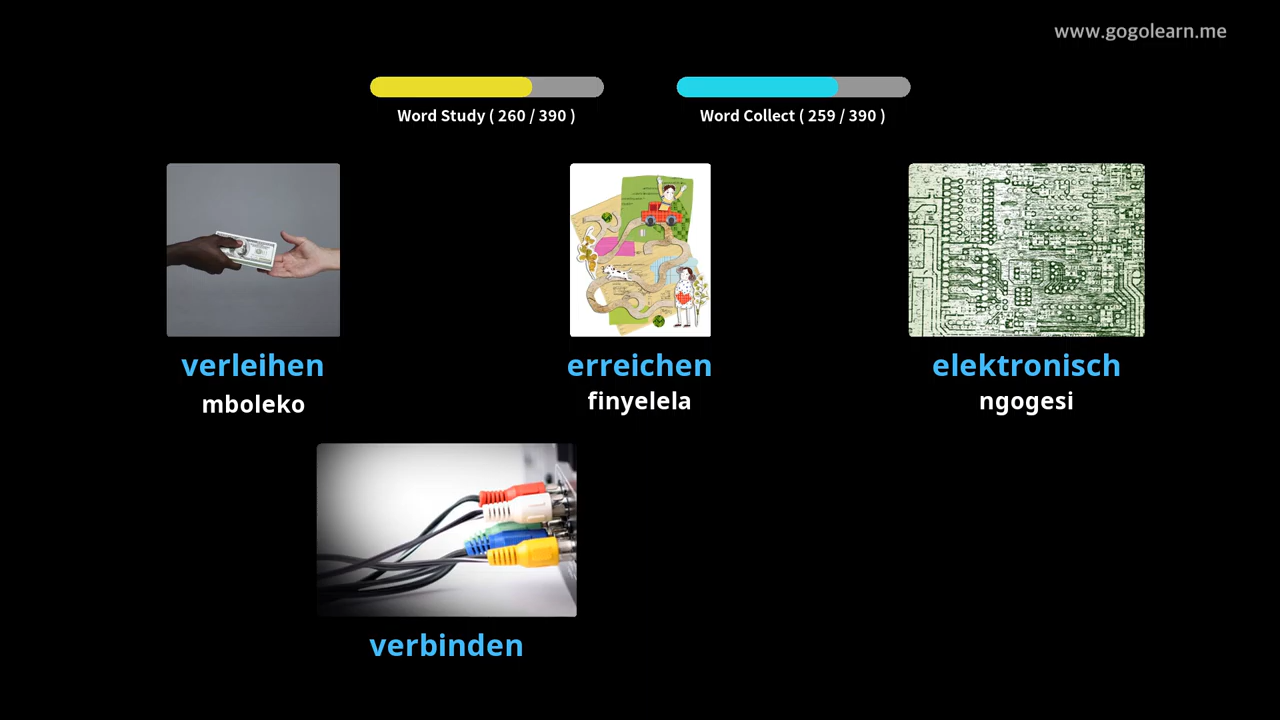 www.gogolearn.me
Word Study ( 260 / 390 )
Word Collect ( 259 / 390 )
verleihen
mboleko
erreichen
finyelela
elektronisch
ngogesi
verbinden